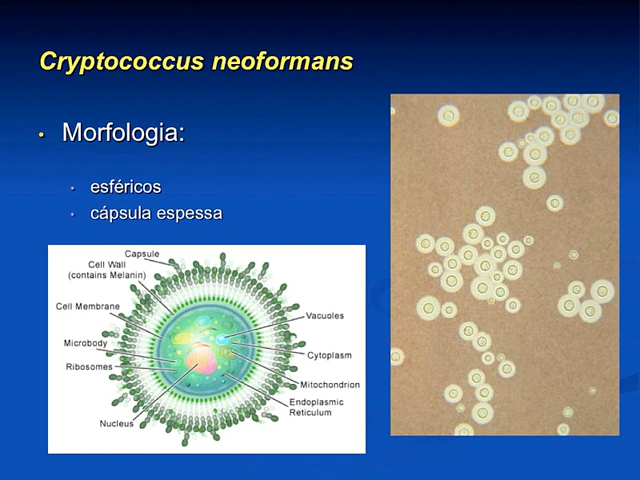 Cryptococcus neoformans
• Morfologia:
• esféricos
• cápsula espessa
Capsule
Cell Wall
(contains Melanin)
Cell Membrane
Microbody
Ribosomes
Nucleus
Vacuoles
Cytoplasm
Mitochondrion
Endoplasmic
Reticulum